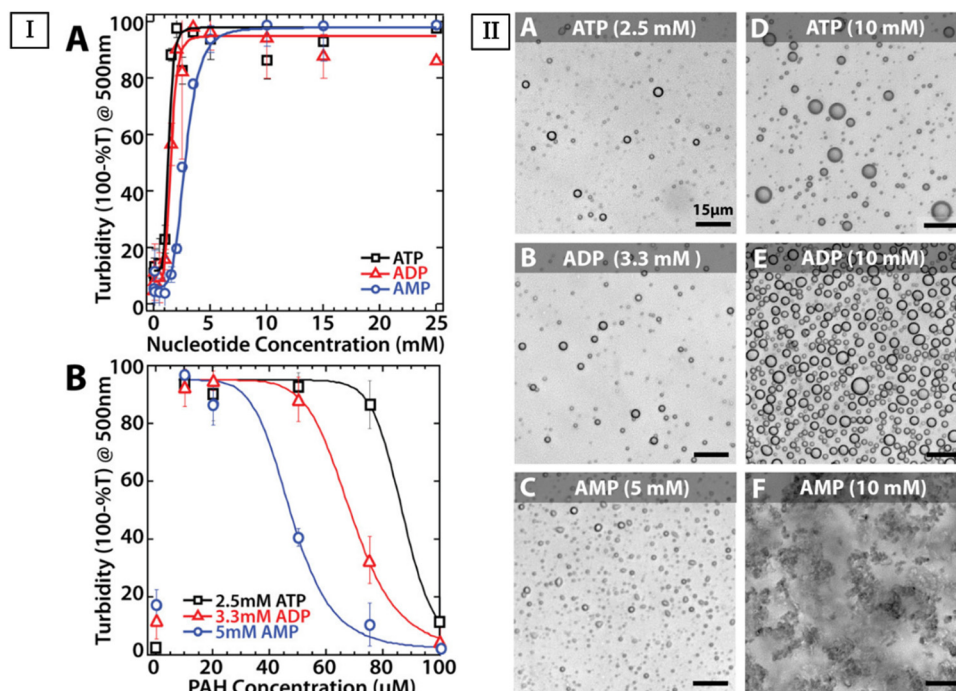 I
A
Turbidity (100-%T) @ 500nm
100
80
60
40
20
0
ATP
ADP
AMP
0 5 10 15 20 25
Nucleotide Concentration (mM)
B
Turbidity (100-%T) @ 500nm
100
80
60
40
20
0
2.5mM ATP
3.3mM ADP
5mM AMP
0 20 40 60 80 100
PAH Concentration (uM)
II
A ATP (2.5 mM)
15μm
D ATP (10 mM)
B ADP (3.3 mM )
E ADP (10 mM)
C AMP (5 mM)
F AMP (10 mM)